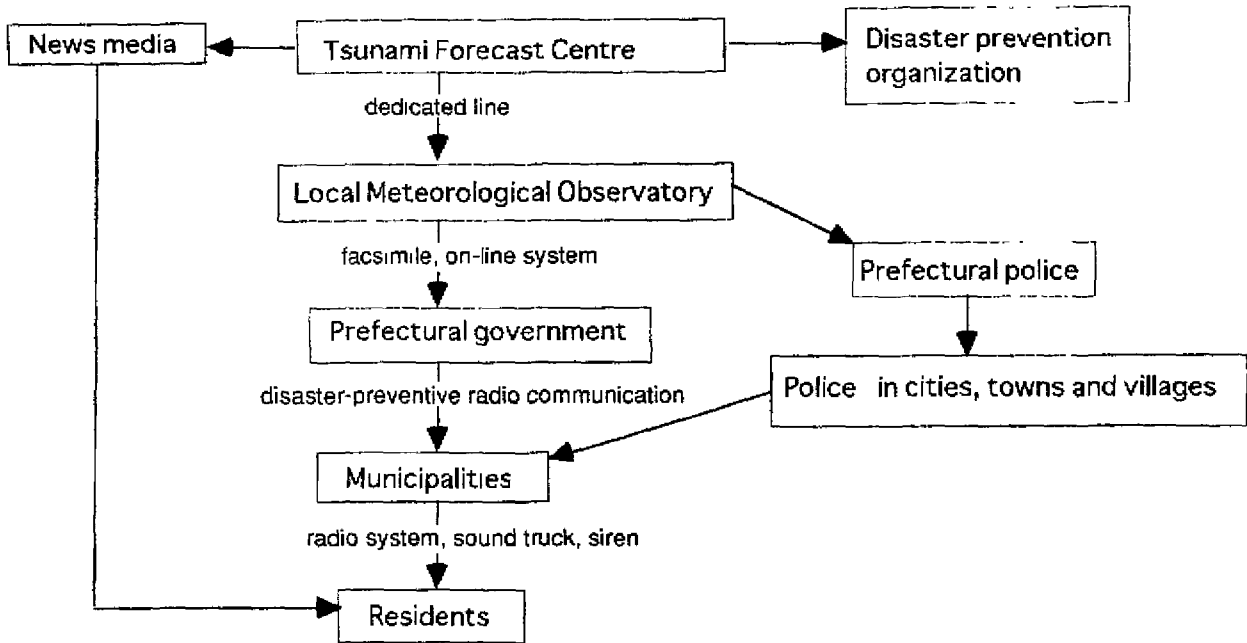 News media
Tsunami Forecast Centre
Disaster prevention
organization
dedicated line
Local Meteorological Observatory
facsimile, on-line system
Prefectural police
Prefectural government
disaster-preventive radio communication
Police in cities, towns and villages
Municipalities
radio system, sound truck, siren
Residents